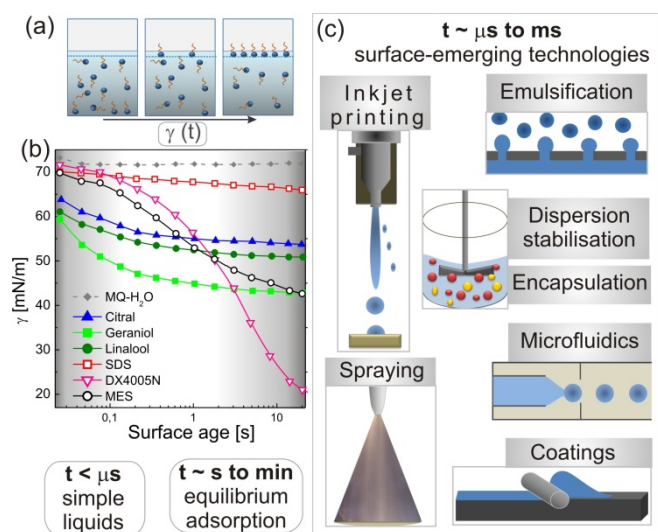 (a)
γ (t)
(b)
γ [mN/m]
70
60
50
40
30
20
MQ-H₂O
Citral
Geraniol
Linalool
SDS
DX4005N
MES
0,1
1
10
Surface age [s]
t < μs
simple
liquids
t ~ s to min
equilibrium
adsorption
(c)
t ~ μs to ms
surface-emerging technologies
Inkjet
printing
Emulsification
Dispersion
stabilisation
Encapsulation
Microfluidics
Spraying
Coatings